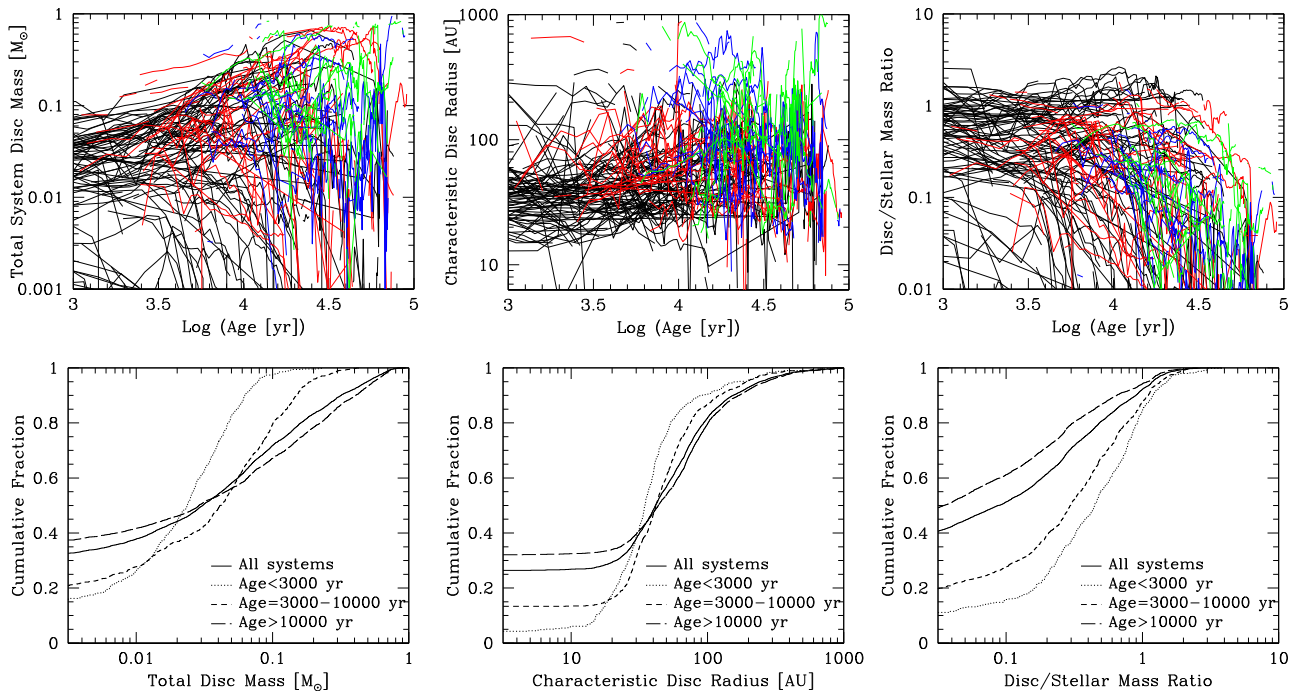 Total System Disc Mass [M☉]
1
0.1
0.01
0.001
3 3.5 4 4.5 5
Log (Age [yr])
Characteristic Disc Radius [AU]
1000
100
10
3 3.5 4 4.5 5
Log (Age [yr])
Disc/Stellar Mass Ratio
10
1
0.1
0.01
3 3.5 4 4.5 5
Log (Age [yr])
Cumulative Fraction
1
0.8
0.6
0.4
0.2
0
All systems
Age<3000 yr
Age=3000−10000 yr
Age>10000 yr
0.01 0.1 1
Total Disc Mass [M☉]
Cumulative Fraction
1
0.8
0.6
0.4
0.2
0
All systems
Age<3000 yr
Age=3000−10000 yr
Age>10000 yr
10 100 1000
Characteristic Disc Radius [AU]
Cumulative Fraction
1
0.8
0.6
0.4
0.2
0
All systems
Age<3000 yr
Age=3000−10000 yr
Age>10000 yr
0.1 1 10
Disc/Stellar Mass Ratio